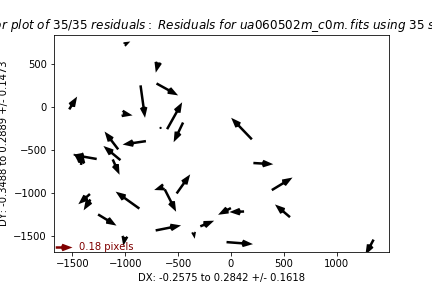 or plot of 35/35 residuals: Residuals for ua060502m_c0m.fits using 35 s
DY: -0.3488 to 0.2889 +/- 0.1473
500
0
−500
−1000
−1500
0.18 pixels
−1500 −1000 −500 0 500 1000
DX: -0.2575 to 0.2842 +/- 0.1618